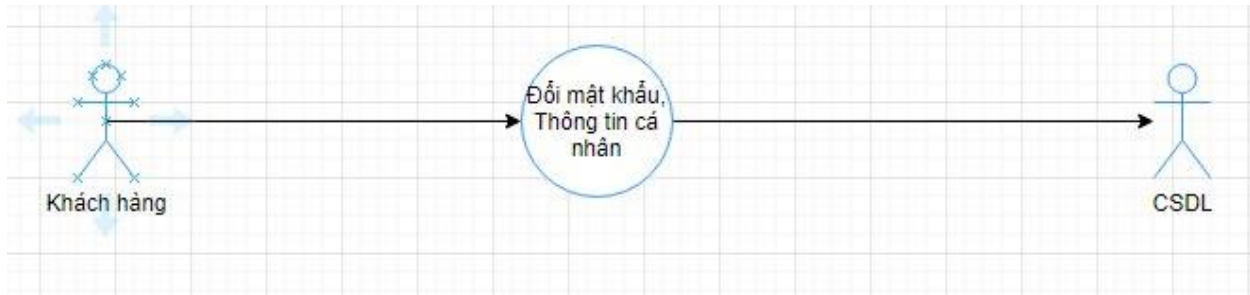 Đổi mật khẩu,
Thông tin cá
nhân
Khách hàng
CSDL